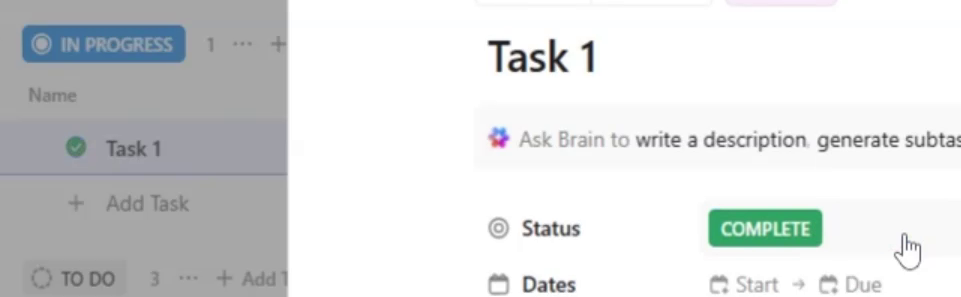 IN PROGRESS 1
Name
Task 1
Add Task
TO DO 3 Add
Task 1
Ask Brain to write a description, generate
Status COMPLETE
Dates Start → Due